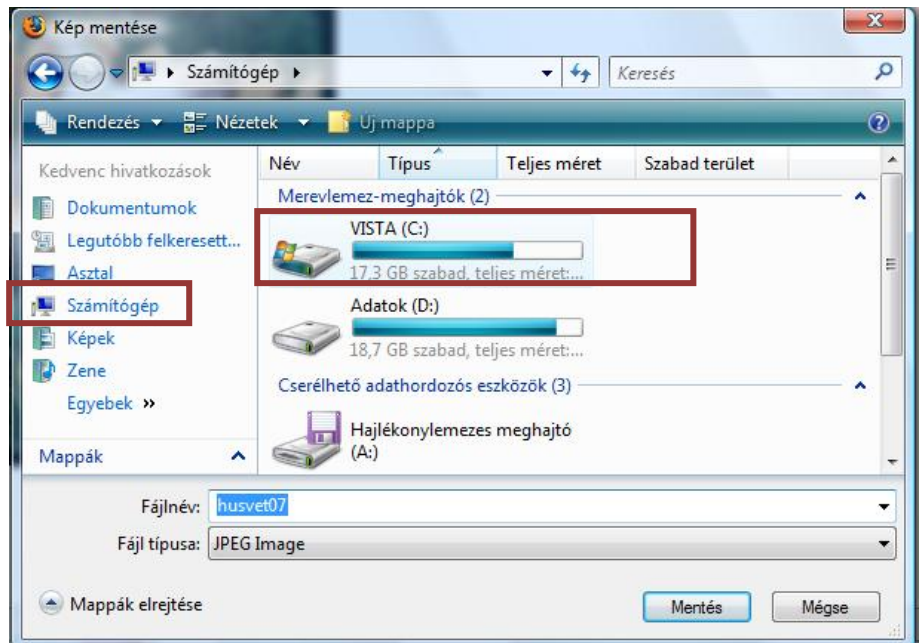 Kép mentése
Számítógép
Keresés
Rendezés Nézetek Új mappa
Kedvenc hivatkozások
Dokumentumok
Legutóbb felkeresett...
Asztal
Számítógép
Képek
Zene
Egyebek »
Mappák
Név Típus Teljes méret Szabad terület
Merevlemez-meghajtók (2)
VISTA (C:)
17,3 GB szabad, teljes méret:...
Adatok (D:)
18,7 GB szabad, teljes méret:...
Cserélhető adathordozós eszközök (3)
Hajlékonylemezes meghajtó
(A:)
Fájlnév: husvet07
Fájl típusa: JPEG Image
Mappák elrejtése
Mentés Mégse